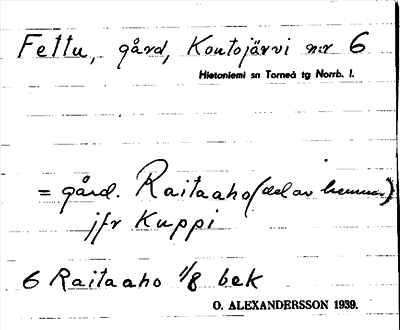 Fettu, gård, Koutojärvi n:r 6
Hietaniemi sn Torneå tg Norrb. l.
= gård. Raitaaho (del av hemman)
jfr Kuppi
6 Raitaaho 1/8 bek
O. ALEXANDERSSON 1939.